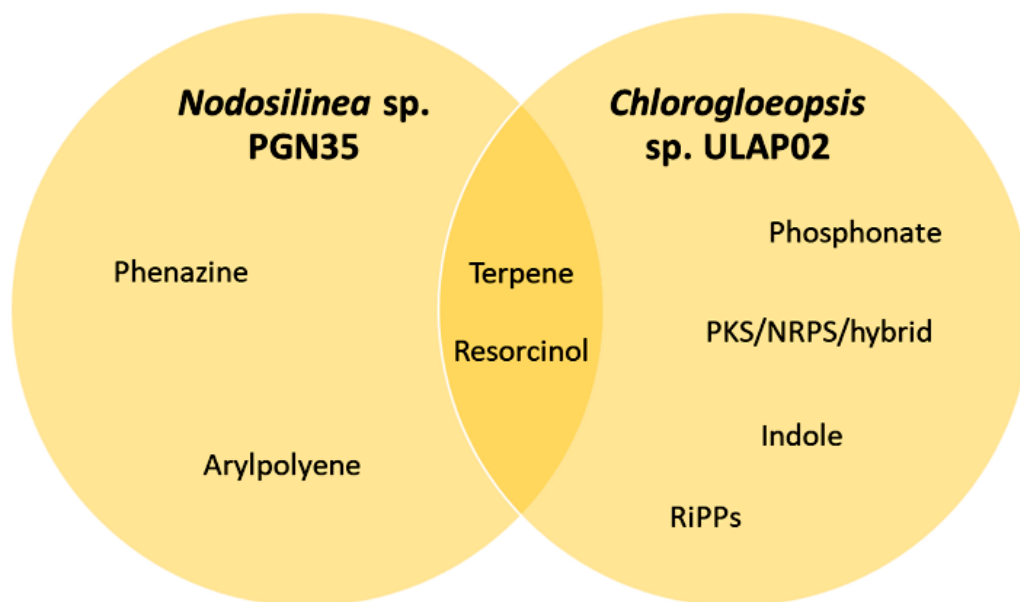 Nodosilinea sp.
PGN35
Phenazine
Arylpolyene
Terpene
Resorcinol
Chlorogloeopsis
sp. ULAP02
Phosphonate
PKS/NRPS/hybrid
Indole
RiPPs